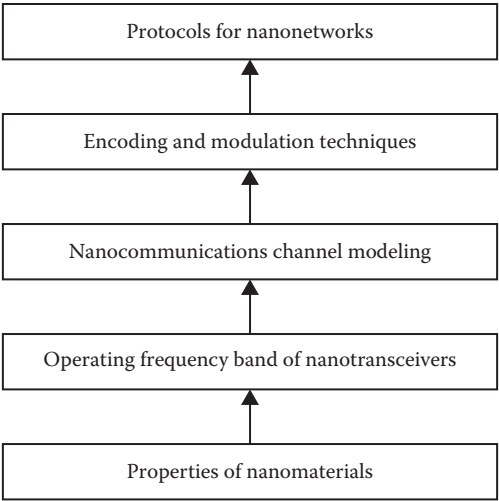 Protocols for nanonetworks
Encoding and modulation techniques
Nanocommunications channel modeling
Operating frequency band of nanotransceivers
Properties of nanomaterials